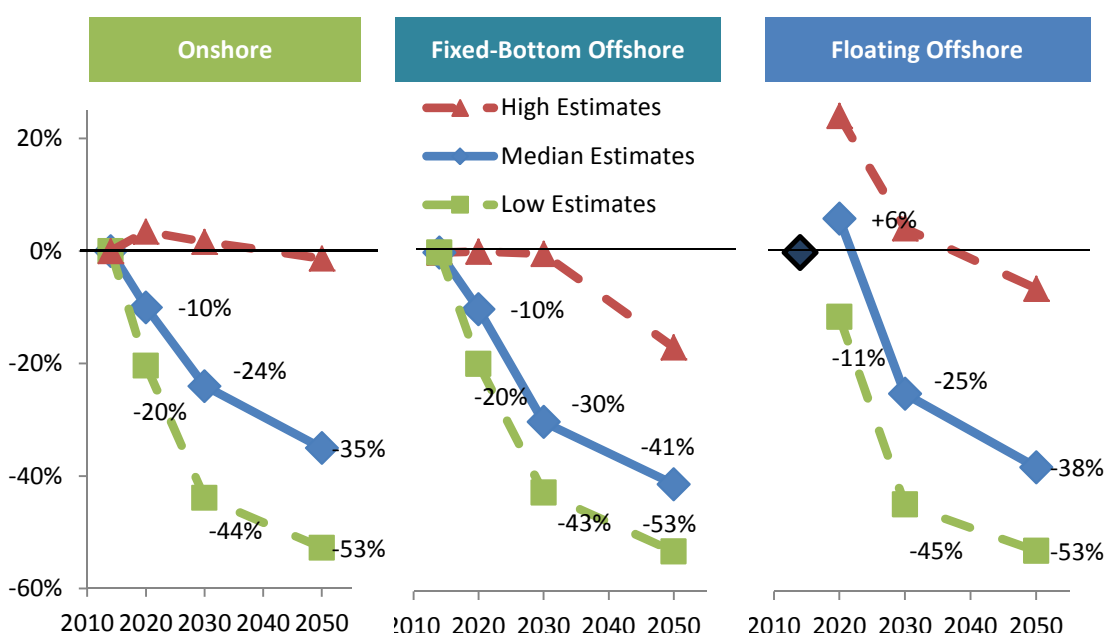 Onshore
Fixed-Bottom Offshore
Floating Offshore
High Estimates
Median Estimates
Low Estimates
20%
0%
-20%
-40%
-60%
-10%
-24%
-20%
-35%
-44%
-53%
2010 2020 2030 2040 2050
-10%
-20%
-30%
-41%
-43%
-53%
2010 2020 2030 2040 2050
+6%
-11%
-25%
-38%
-45%
-53%
2010 2020 2030 2040 2050